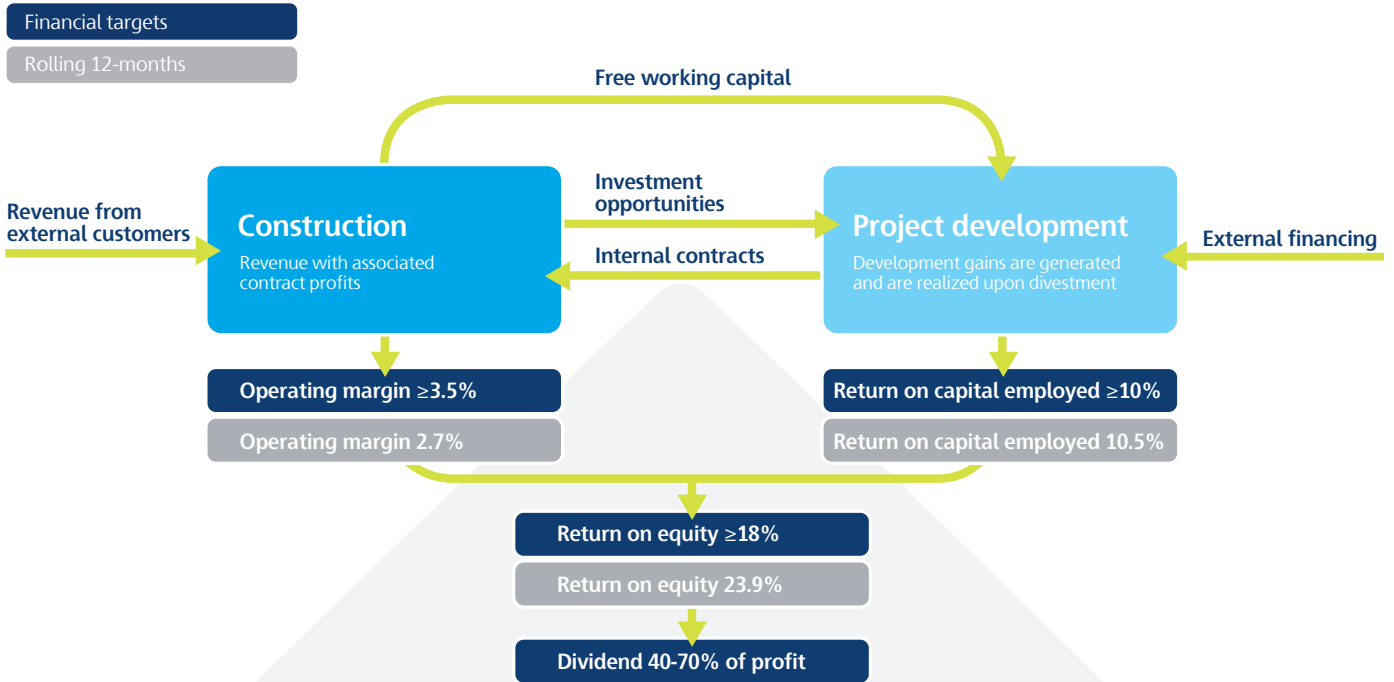 Financial targets
Rolling 12-months
Free working capital
Revenue from
external customers
Construction
Revenue with associated
contract profits
Investment
opportunities
Internal contracts
Project development
Development gains are generated
and are realized upon divestment
External financing
Operating margin ≥3.5%
Operating margin 2.7%
Return on capital employed ≥10%
Return on capital employed 10.5%
Return on equity ≥18%
Return on equity 23.9%
Dividend 40-70% of profit